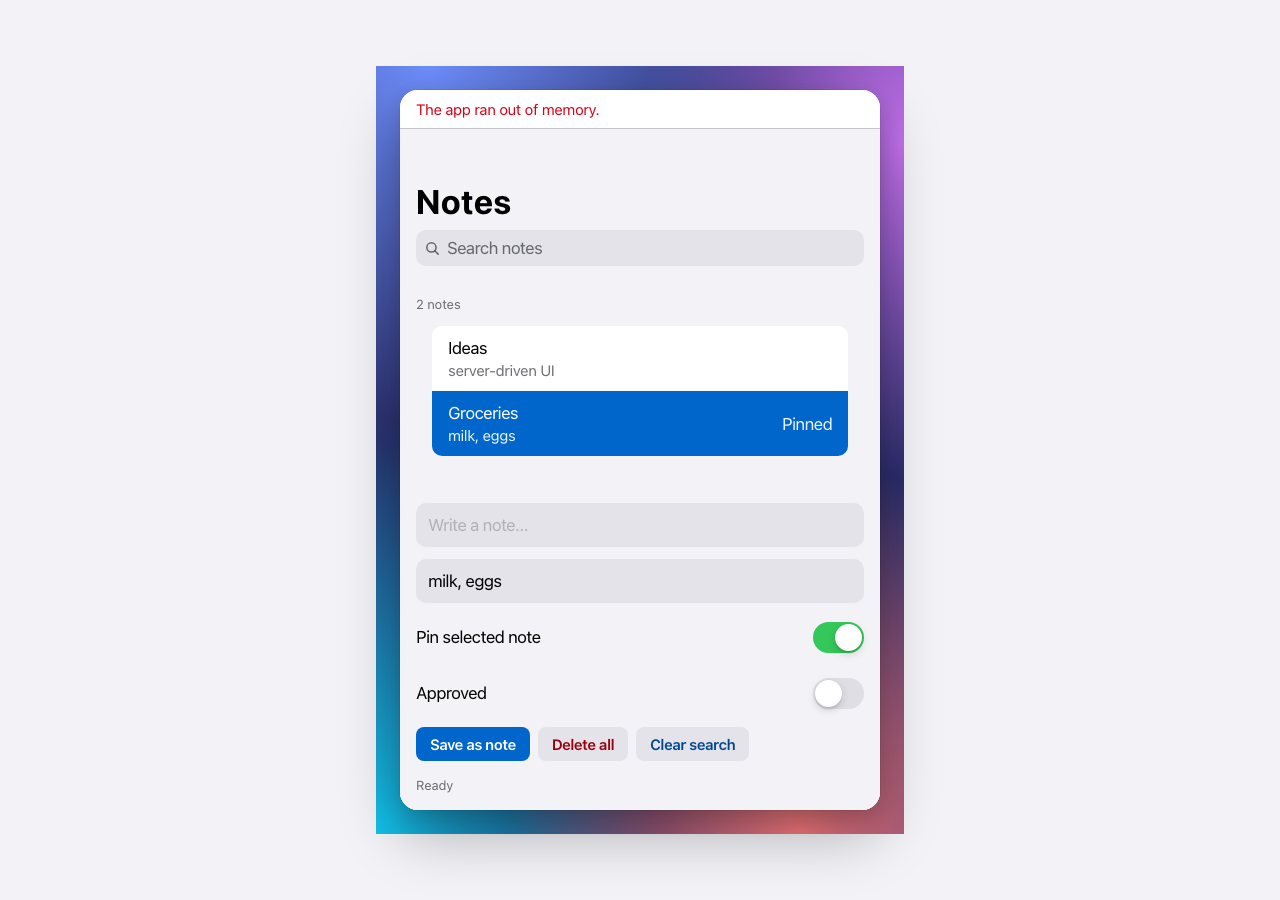 The app ran out of memory.
Notes
Search notes
2 notes
Ideas
server-driven UI
Groceries
milk, eggs
Pinned
Write a note...
milk, eggs
Pin selected note
Approved
Save as note
Delete all
Clear search
Ready